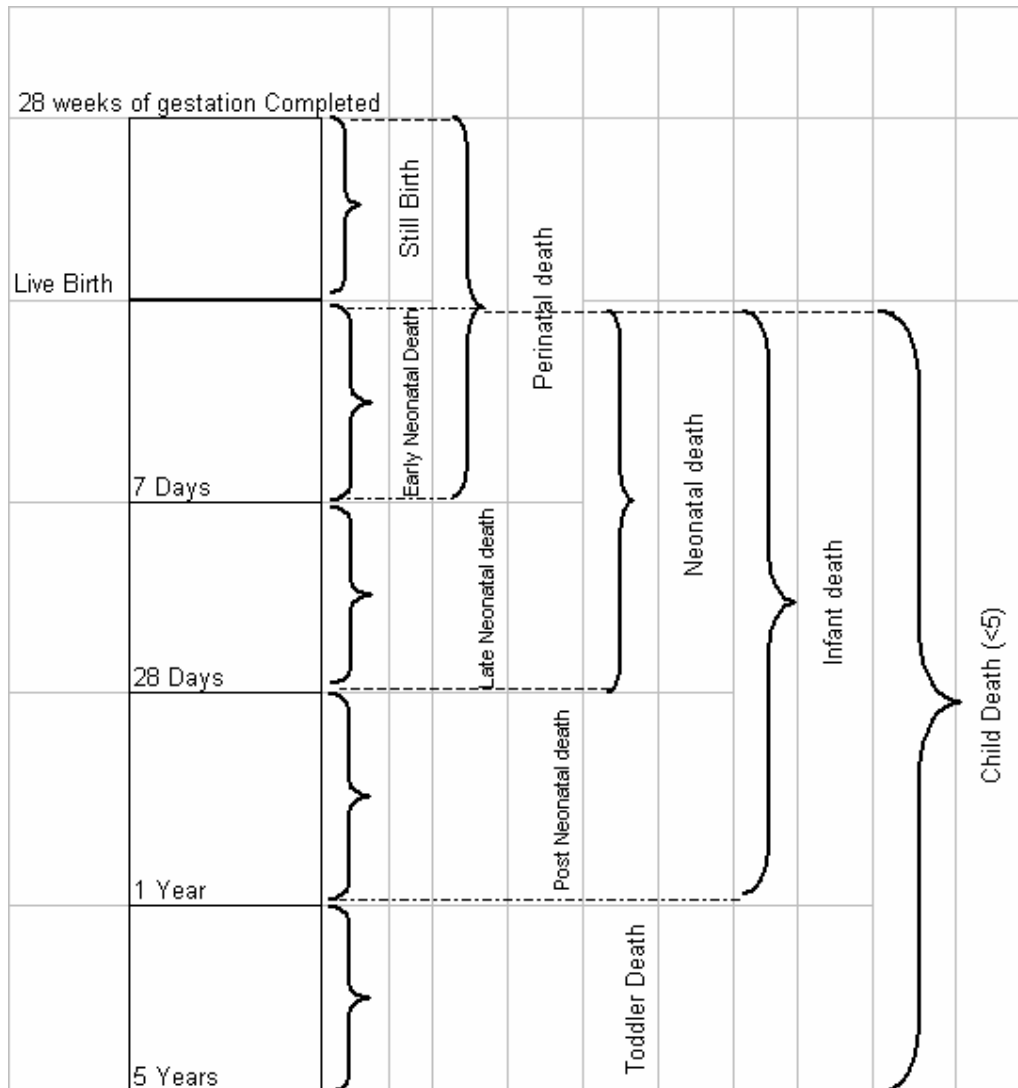 28 weeks of gestation Completed
Still Birth
Perinatal death
Live Birth
Early Neonatal Death
7 Days
Late Neonatal death
Neonatal death
Infant death
Child Death (<5)
28 Days
Post Neonatal death
1 Year
Toddler Death
5 Years